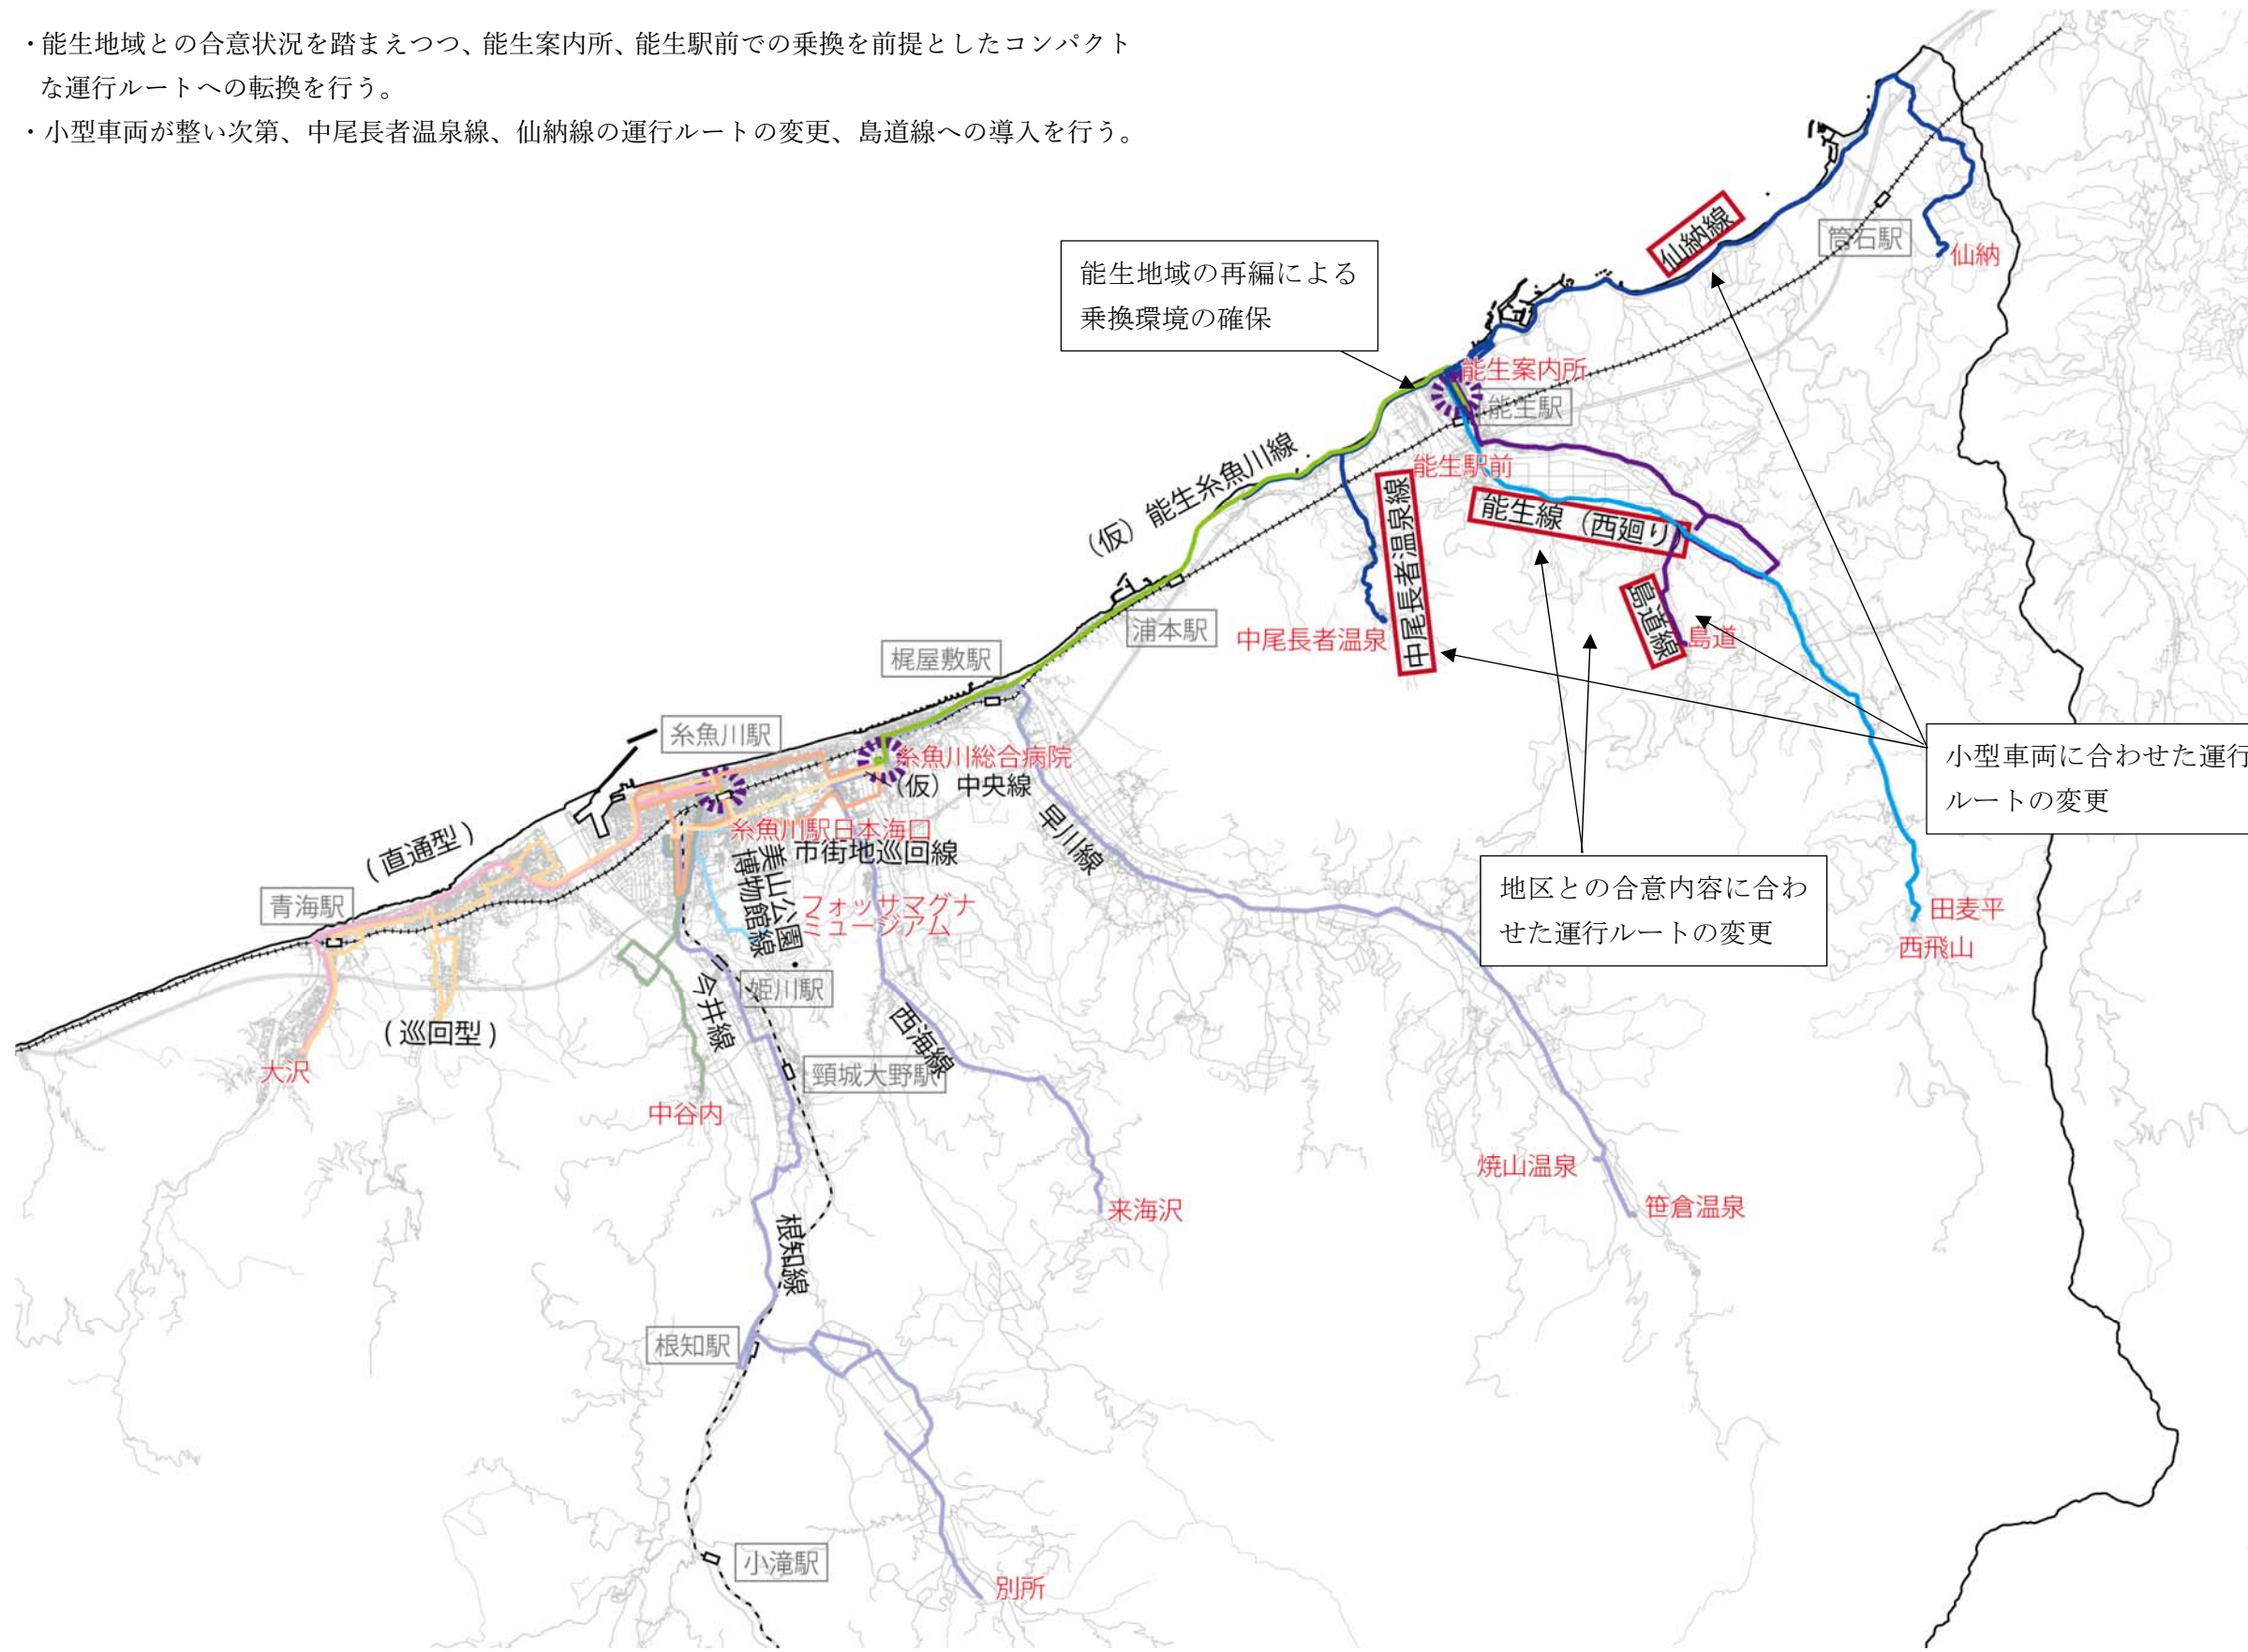 ・能生地域との合意状況を踏まえつつ、能生案内所、能生駅前での乗換を前提としたコンパクト
な運行ルートへの転換を行う。
・小型車両が整い次第、中尾長者温泉線、仙納線の運行ルートの変更、島道線への導入を行う。
仙納線
筒石駅
仙納
能生地域の再編による
乗換環境の確保
能生案内所
能生駅
(仮)能生糸魚川線
能生駅前
中尾長者温泉線
能生線(西廻り)
島道線
島道
浦本駅
中尾長者温泉
梶屋敷駅
糸魚川駅
糸魚川総合病院
(仮)中央線
小型車両に合わせた運行
ルートの変更
糸魚川駅日本海口
市街地巡回線
美山公園・
博物館線
早川線
(直通型)
青海駅
フォッサマグナ
ミュージアム
地区との合意内容に合わ
せた運行ルートの変更
田麦平
西飛山
今井線
姫川駅
西海線
(巡回型)
大沢
頸城大野駅
中谷内
焼山温泉
来海沢
笹倉温泉
根知線
根知駅
小滝駅
別所